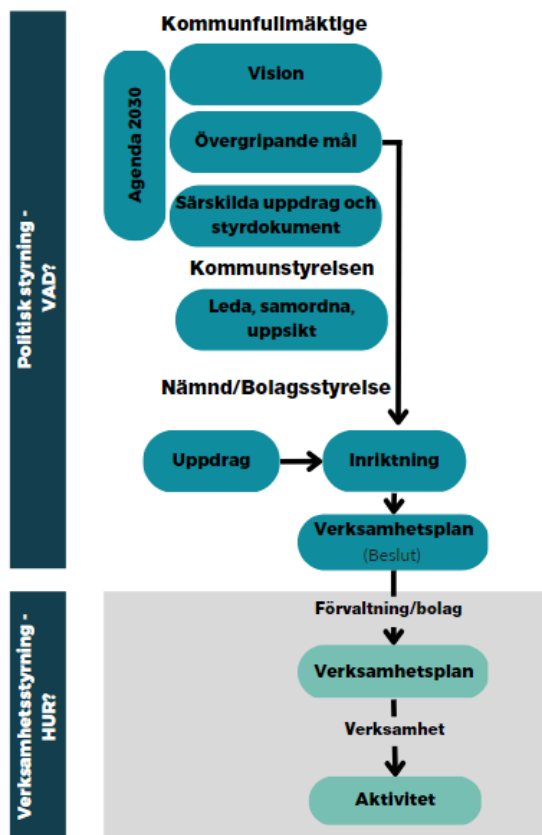 Politisk styrning -
VAD?
Kommunfullmäktige
Agenda 2030
Vision
Övergripande mål
Särskilda uppdrag och
styrdokument
Kommunstyrelsen
Leda, samordna,
uppsikt
Nämnd/Bolagsstyrelse
Uppdrag
Inriktning
Verksamhetsplan
(Beslut)
Verksamhetsstyrning -
HUR?
Förvaltning/bolag
Verksamhetsplan
Verksamhet
Aktivitet